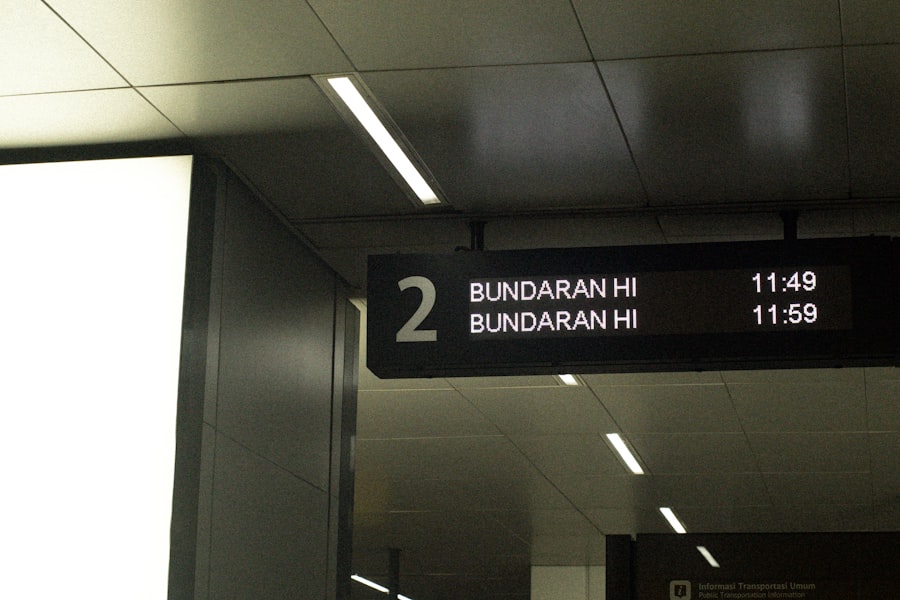 2
BUNDARAN HI 11:49
BUNDARAN HI 11:59
i
Informasi Transportasi Umum
Public Transportation Information